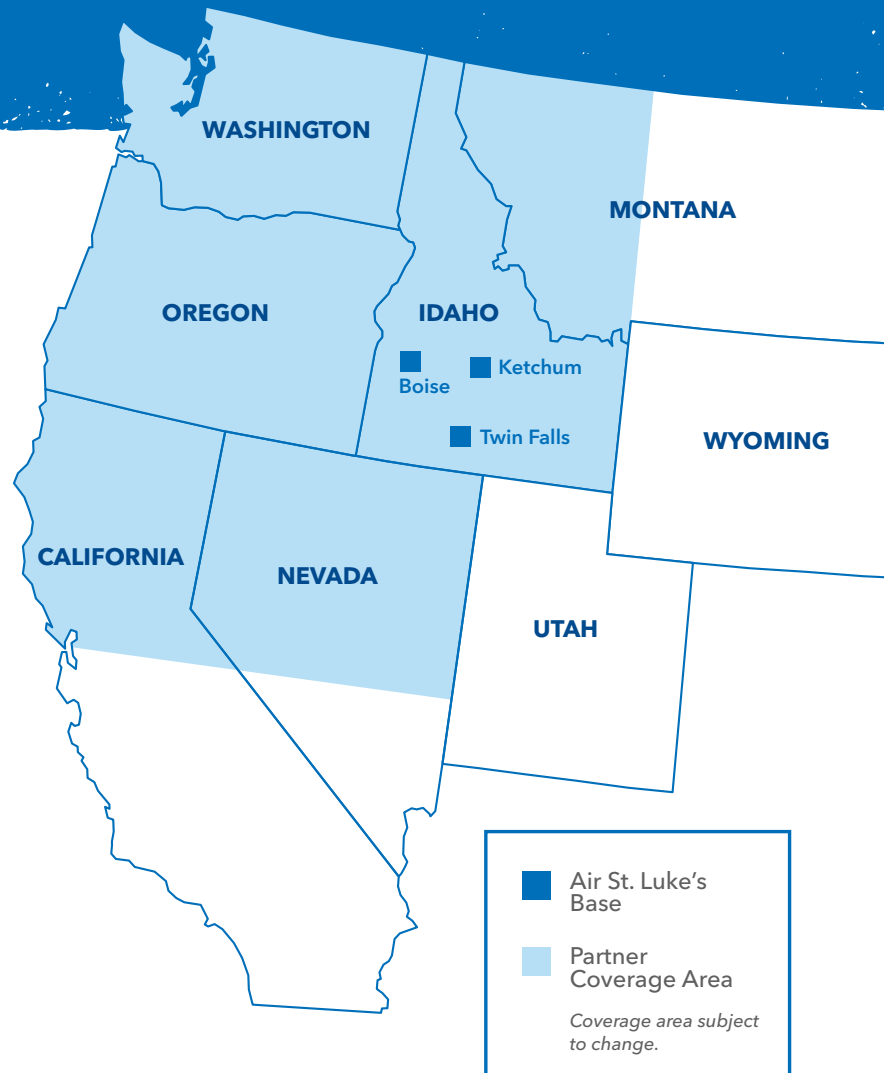 WASHINGTON
MONTANA
OREGON
IDAHO
Boise
Ketchum
Twin Falls
WYOMING
CALIFORNIA
NEVADA
UTAH
Air St. Luke’s
Base
Partner
Coverage Area
Coverage area subject
to change.